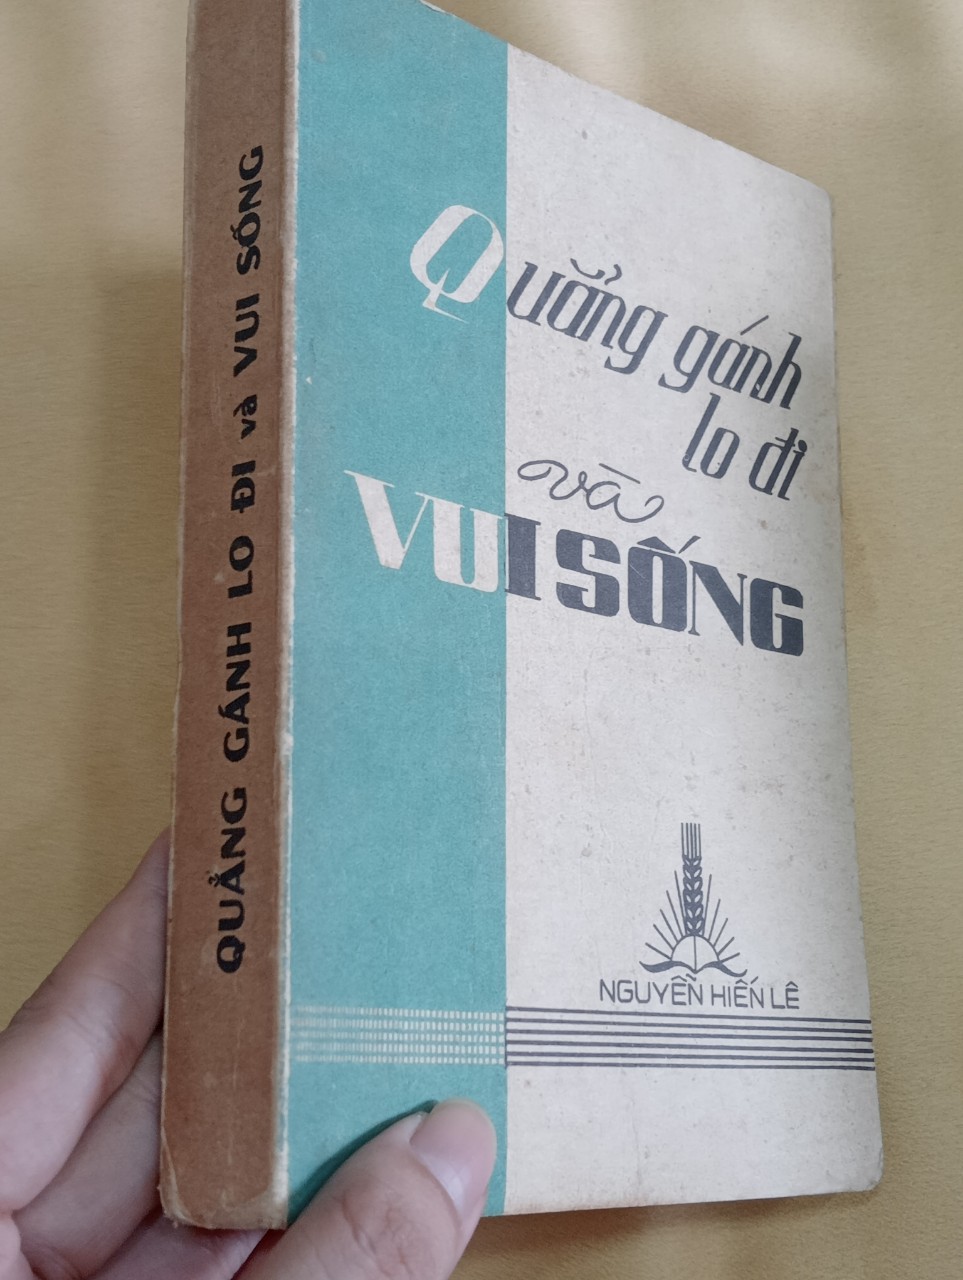 QUẲNG GÁNH LO ĐI và VUI SỐNG
Quẳng gánh
lo đi
và
VUI SỐNG
NGUYỄN HIẾN LÊ